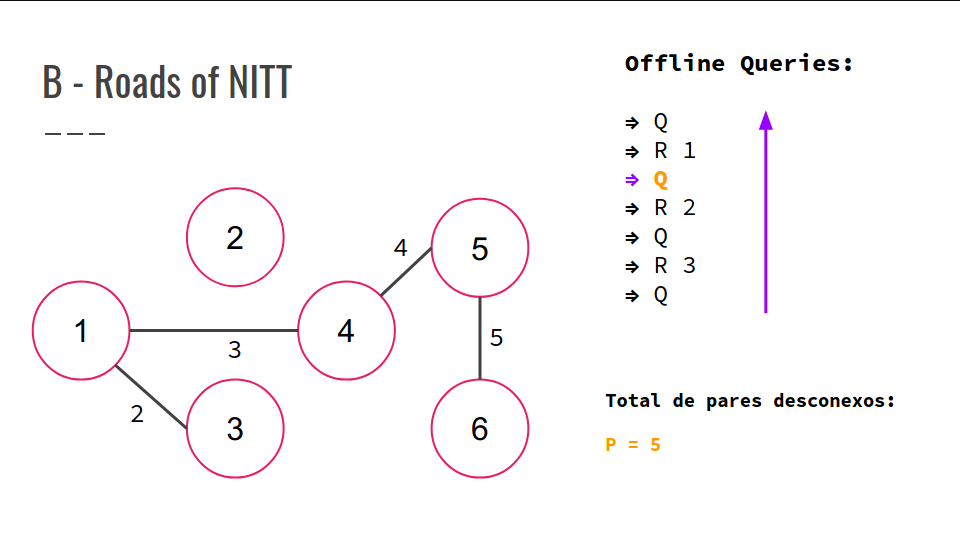 B - Roads of NITT
Offline Queries:
⇒ Q
⇒ R 1
⇒ Q
⇒ R 2
⇒ Q
⇒ R 3
⇒ Q
2
5
4
1
4
3
5
2
3
6
Total de pares desconexos:
P = 5